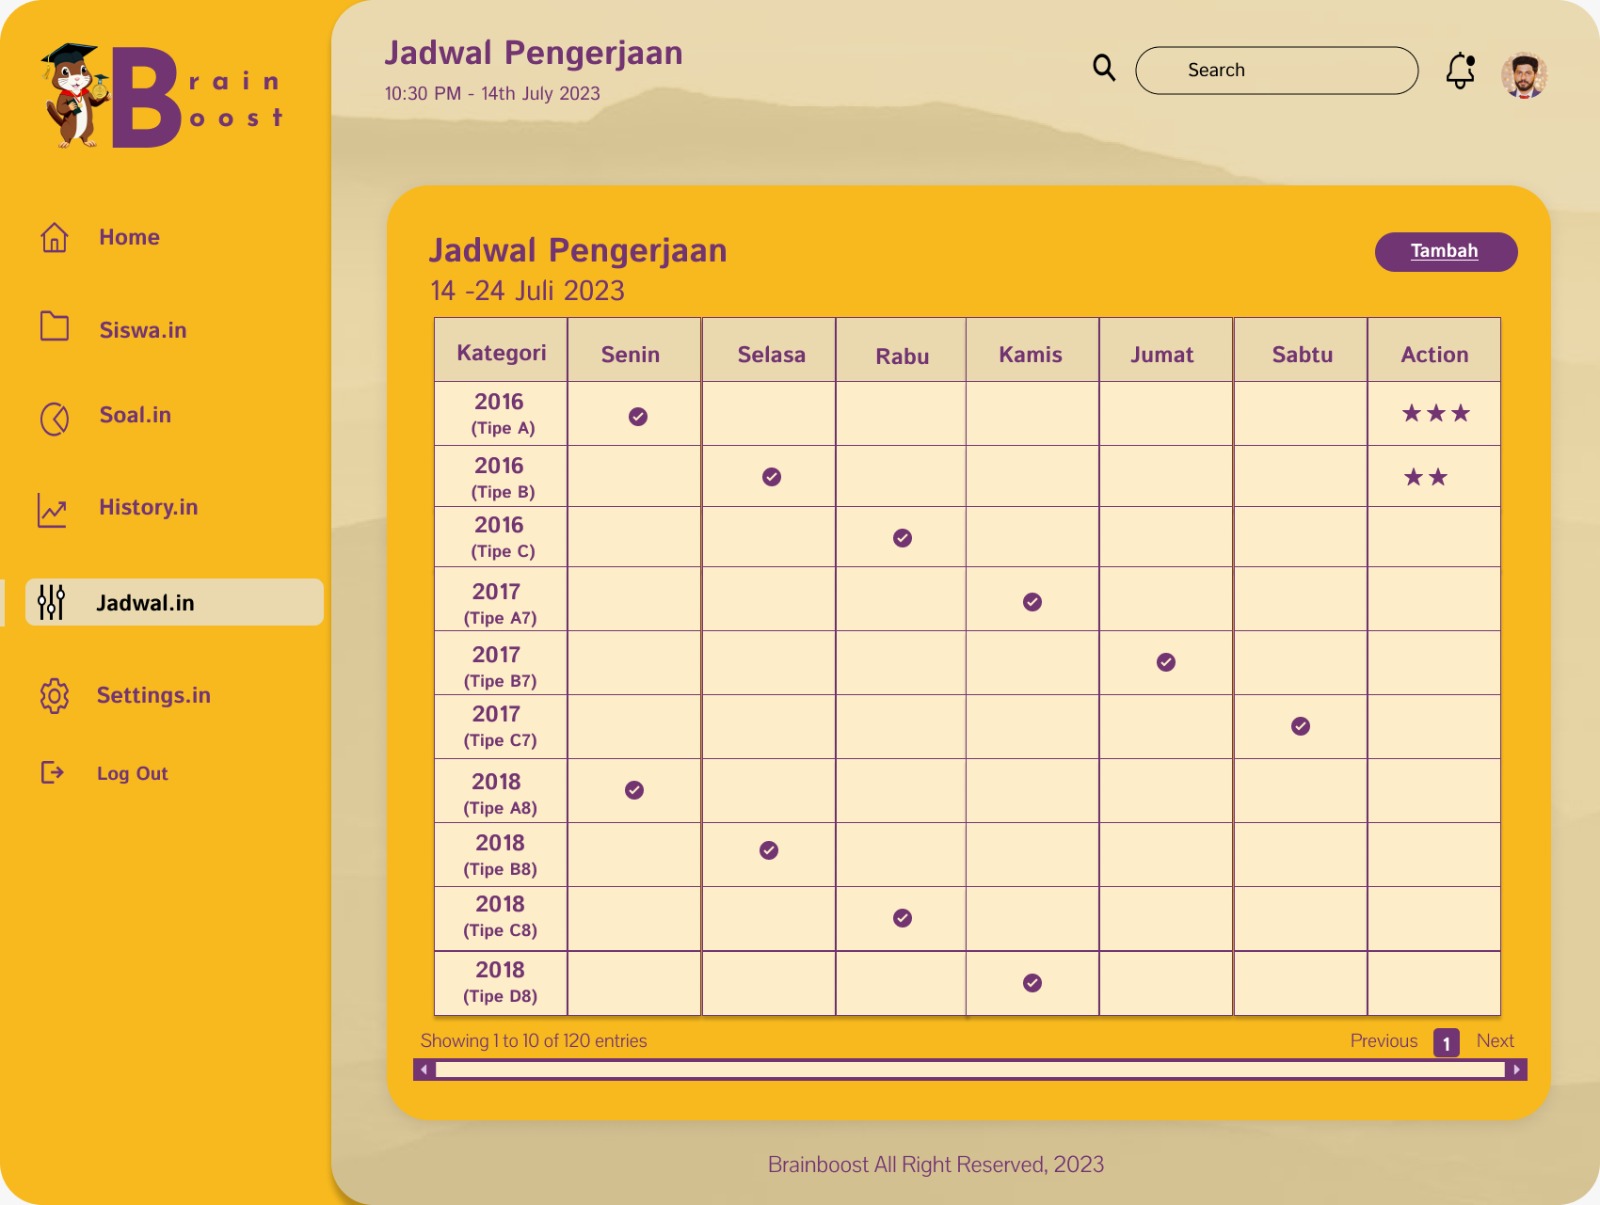 Brain
Boost
Home
Siswa.in
Soal.in
History.in
Jadwal.in
Settings.in
Log Out
Jadwal Pengerjaan
10:30 PM - 14th July 2023
Search
Jadwal Pengerjaan
14 -24 Juli 2023
Tambah
Kategori Senin Selasa Rabu Kamis Jumat Sabtu Action
2016
(Tipe A)
2016
(Tipe B)
2016
(Tipe C)
2017
(Tipe A7)
2017
(Tipe B7)
2017
(Tipe C7)
2018
(Tipe A8)
2018
(Tipe B8)
2018
(Tipe C8)
2018
(Tipe D8)
Showing 1 to 10 of 120 entries
Previous 1 Next
Brainboost All Right Reserved, 2023